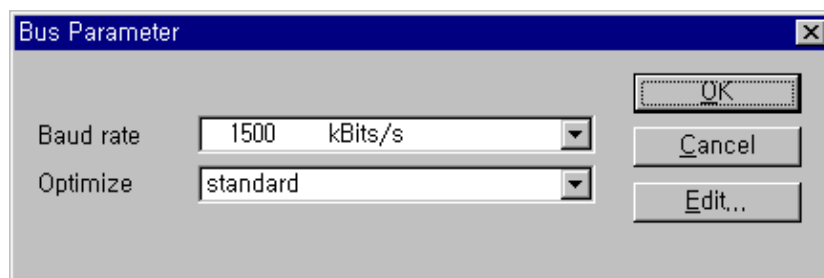 Bus Parameter
OK
Baud rate 1500 kBits/s
Cancel
Optimize standard
Edit...